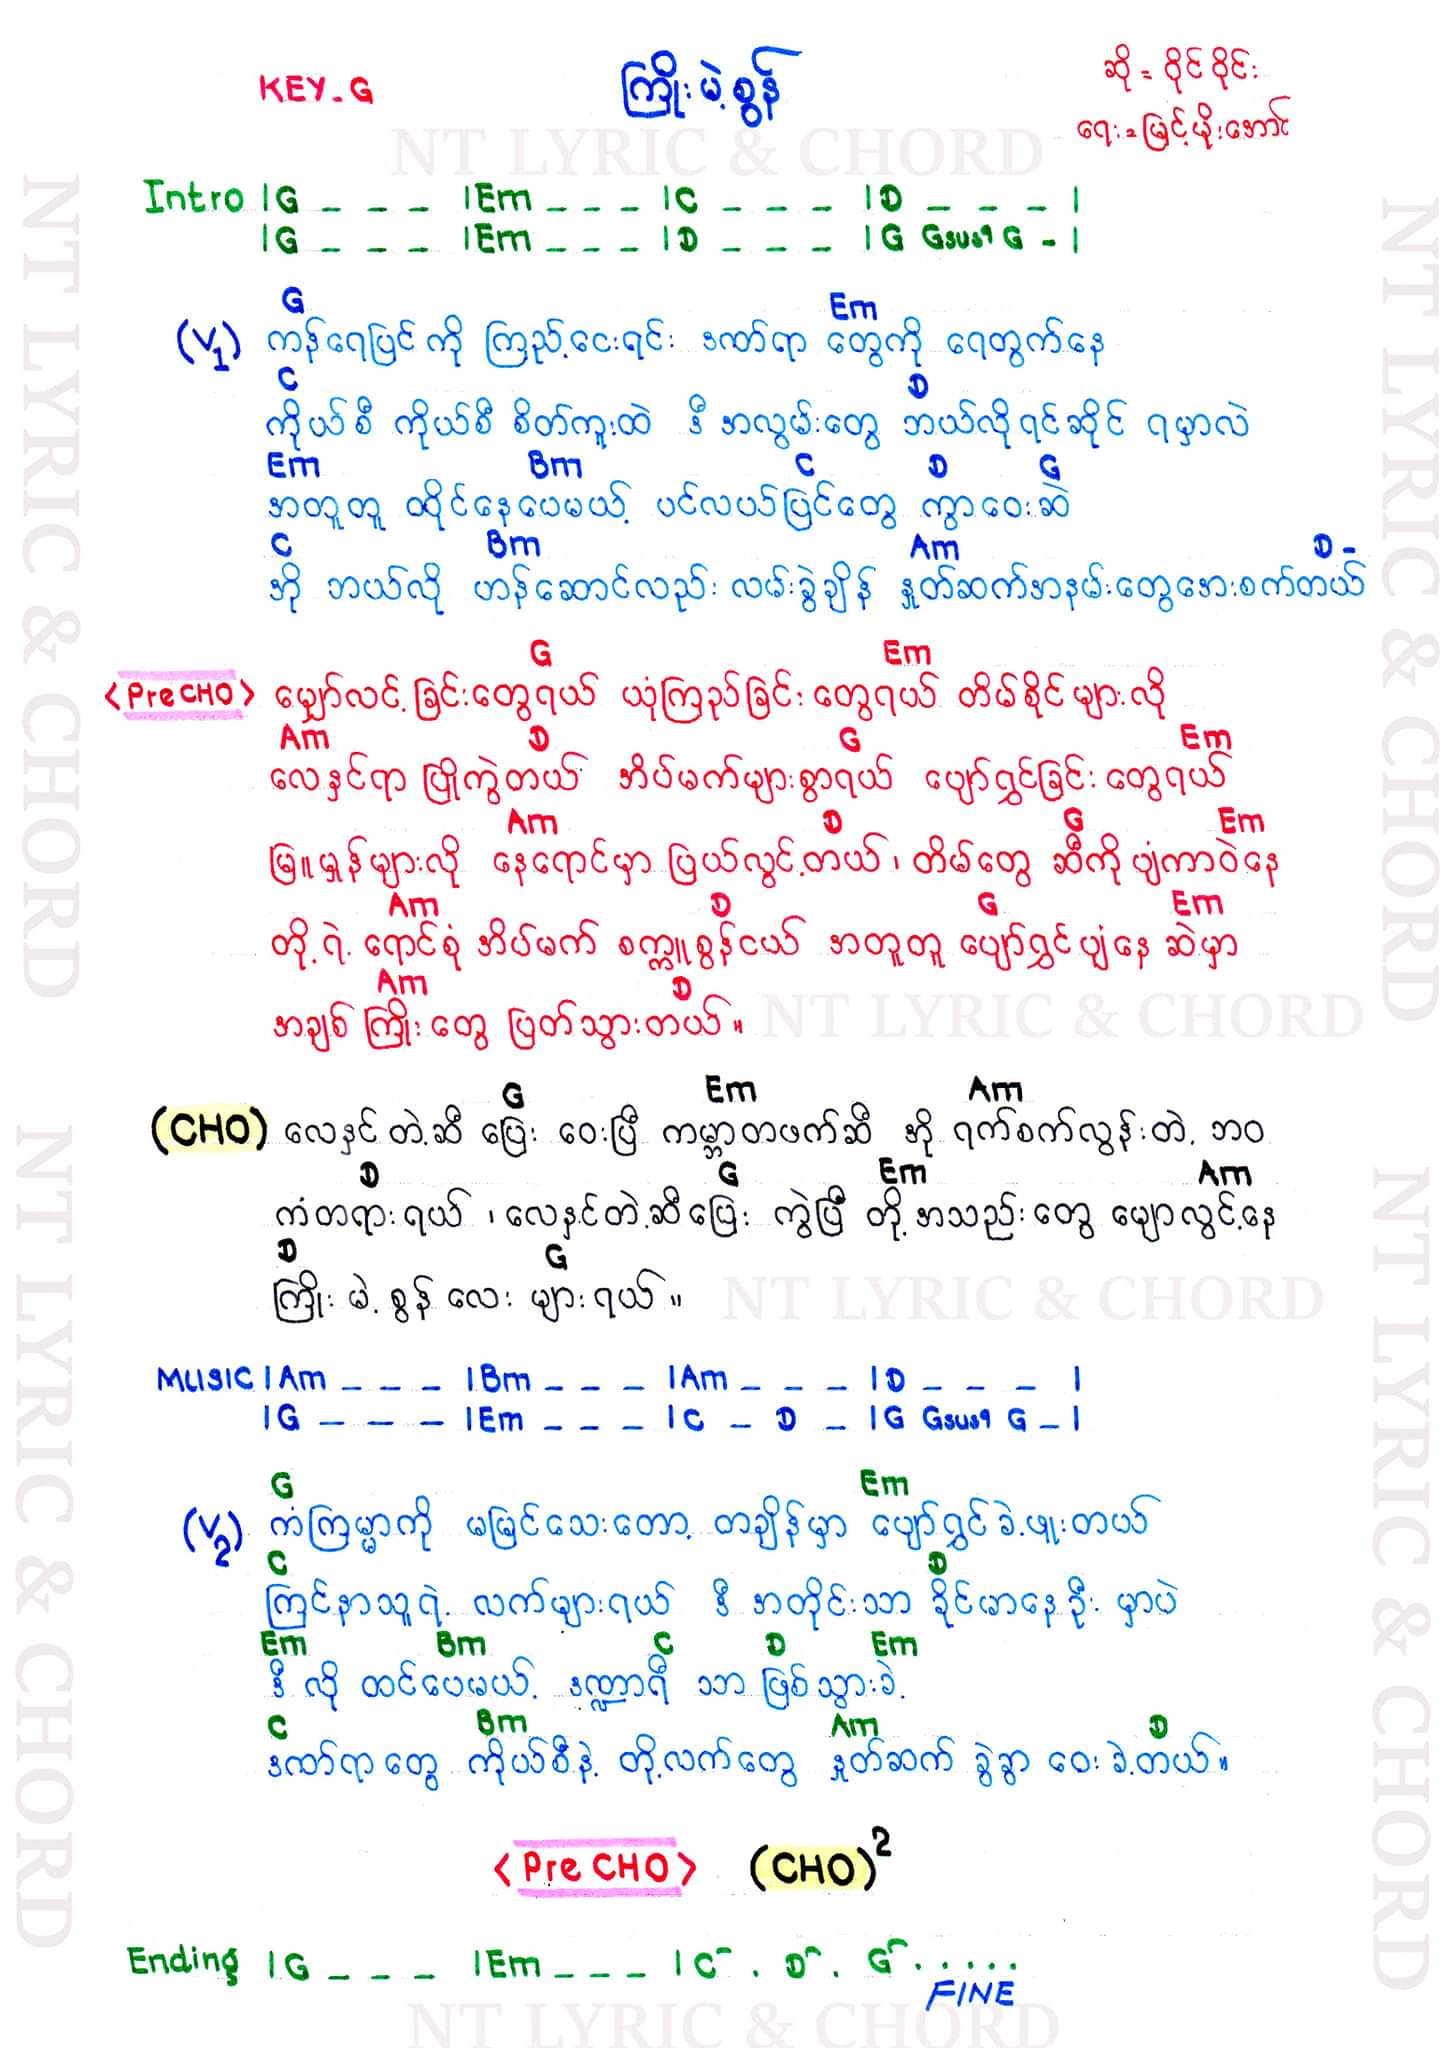 KEY - G
ကြိုးမဲ့စွန်
ဆို = ဝိုင်ဝိုင်း
ရေး = မြင့်မိုးအောင်
NT LYRIC & CHORD
Intro |G _ _ _ |Em _ _ _ |C _ _ _ |D _ _ _ |
|G _ _ _ |Em _ _ _ |D _ _ _ |G Gsus9 G - |
G Em
(V1) ကန်ရေပြင်ကို ကြည့်ငေးရင်း ဒဏ်ရာ တွေကို ရေတွက်နေ
C D
ကိုယ်စီ ကိုယ်စီ စိတ်ကူးထဲ ဒီ အလွမ်းတွေ ဘယ်လိုရင်ဆိုင် ရမှာလဲ
Em Bm C D G
အတူတူ ထိုင်နေပေမယ့် ပင်လယ်ပြင်တွေ ကွာဝေးဆဲ
C Bm Am D -
အို ဘယ်လို ဟန်ဆောင်လည်း လမ်းခွဲချိန် နှုတ်ဆက်အနမ်းတွေအေးစက်တယ်
G Em
<Pre CHO> မျှော်လင့်ခြင်းတွေရယ် ယုံကြည်ခြင်းတွေရယ် တိမ်စိုင်များလို
Am D G Em
လေနှင်ရာ ပြိုကွဲတယ် အိပ်မက်များစွာရယ် ပျော်ရွှင်ခြင်းတွေရယ်
Am D G Em
မြူမှုန်များလို နေရောင်မှာ ပြယ်လွင့်တယ်၊ တိမ်တွေ ဆီကို ပျံကာဝဲနေ
Am D G Em
တို့ရဲ့ ရောင်စုံ အိပ်မက် စက္ကူစွန်ငယ် အတူတူ ပျော်ရွှင်ပျံနေ ဆဲမှာ
Am D
အချစ် ကြိုးတွေ ပြတ်သွားတယ်။
NT LYRIC & CHORD
G Em Am
(CHO) လေနှင်တဲ့ဆီ ပြေး ဝေးပြီ ကမ္ဘာတဖက်ဆီ အို ရက်စက်လွန်းတဲ့ ဘဝ
D G Em Am
ကံတရားရယ် ၊လေနှင်တဲ့ဆီပြေး ကွဲပြီ တို့အသည်းတွေ မျောလွင့်နေ
D G
ကြိုးမဲ့ စွန်လေး များရယ်။
NT LYRIC & CHORD
MUSIC |Am _ _ _ |Bm _ _ _ |Am _ _ _ |D _ _ _ |
|G _ _ _ |Em _ _ _ |C _ D _ |G Gsus9 G _ |
G Em
(V2) ကံကြမ္မာကို မမြင်သေးတော့ တချိန်မှာ ပျော်ရွှင်ခဲ့ဖူးတယ်
C D
ကြင်နာသူရဲ့ လက်များရယ် ဒီ အတိုင်းသာ ခိုင်မာနေဦး မှာပဲ
Em Bm C D Em
ဒီလို ထင်ပေမယ့် ဒဏ္ဍာရီ သာ ဖြစ်သွားခဲ့
C Bm Am D
ဒဏ်ရာတွေ ကိုယ်စီနဲ့ တို့လက်တွေ နှုတ်ဆက် ခွဲခွာ ဝေးခဲ့တယ်။
<Pre CHO> (CHO)²
Ending |G _ _ _ |Em _ _ _ |C . D . G . . . . .
FINE
NT LYRIC & CHORD
NT LYRIC & CHORD
NT LYRIC & CHORD
NT LYRIC & CHORD
NT LYRIC & CHORD